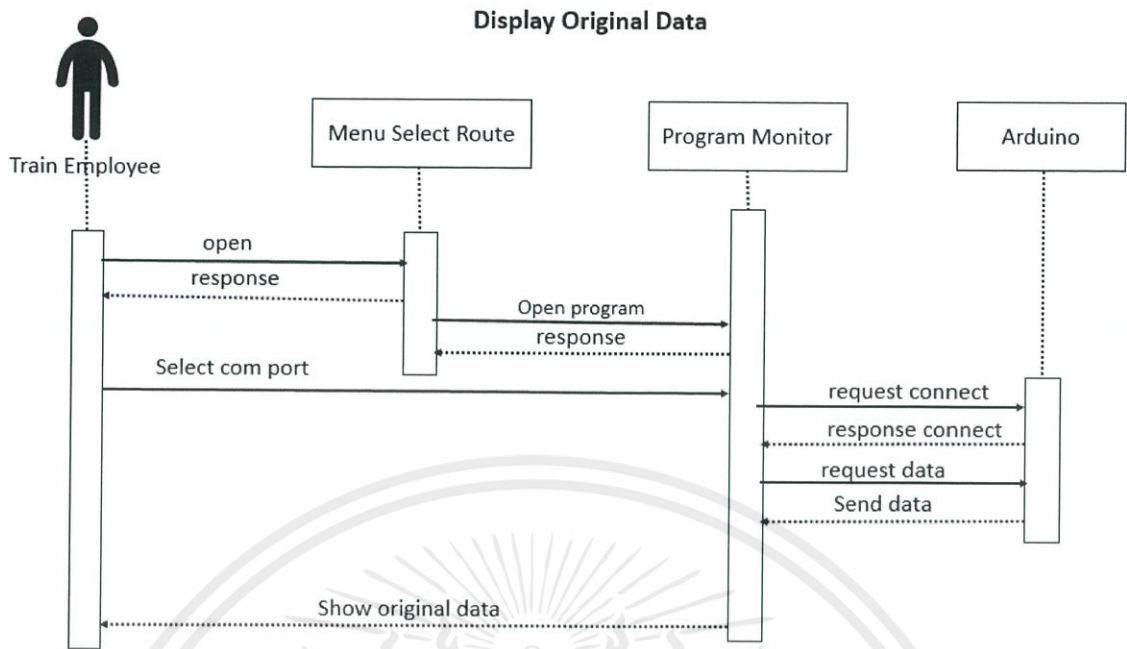 Display Original Data
Train Employee
Menu Select Route
Program Monitor
Arduino
open
response
Open program
response
Select com port
request connect
response connect
request data
Send data
Show original data